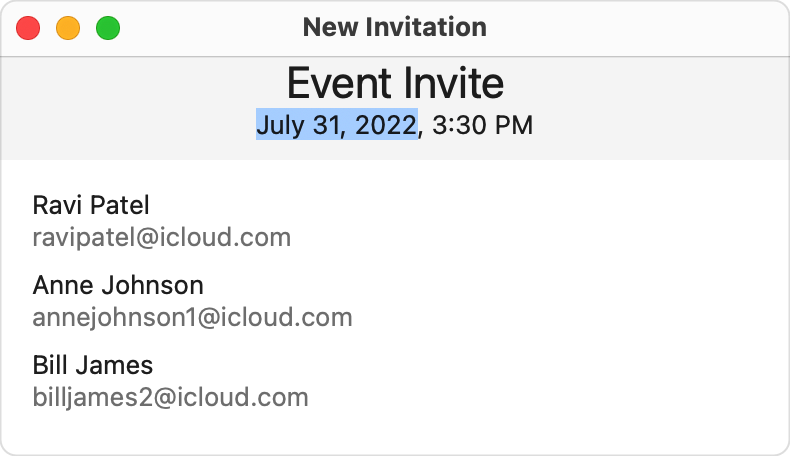 New Invitation
Event Invite
July 31, 2022, 3:30 PM
Ravi Patel
ravipatel@icloud.com
Anne Johnson
annejohnson1@icloud.com
Bill James
billjames2@icloud.com